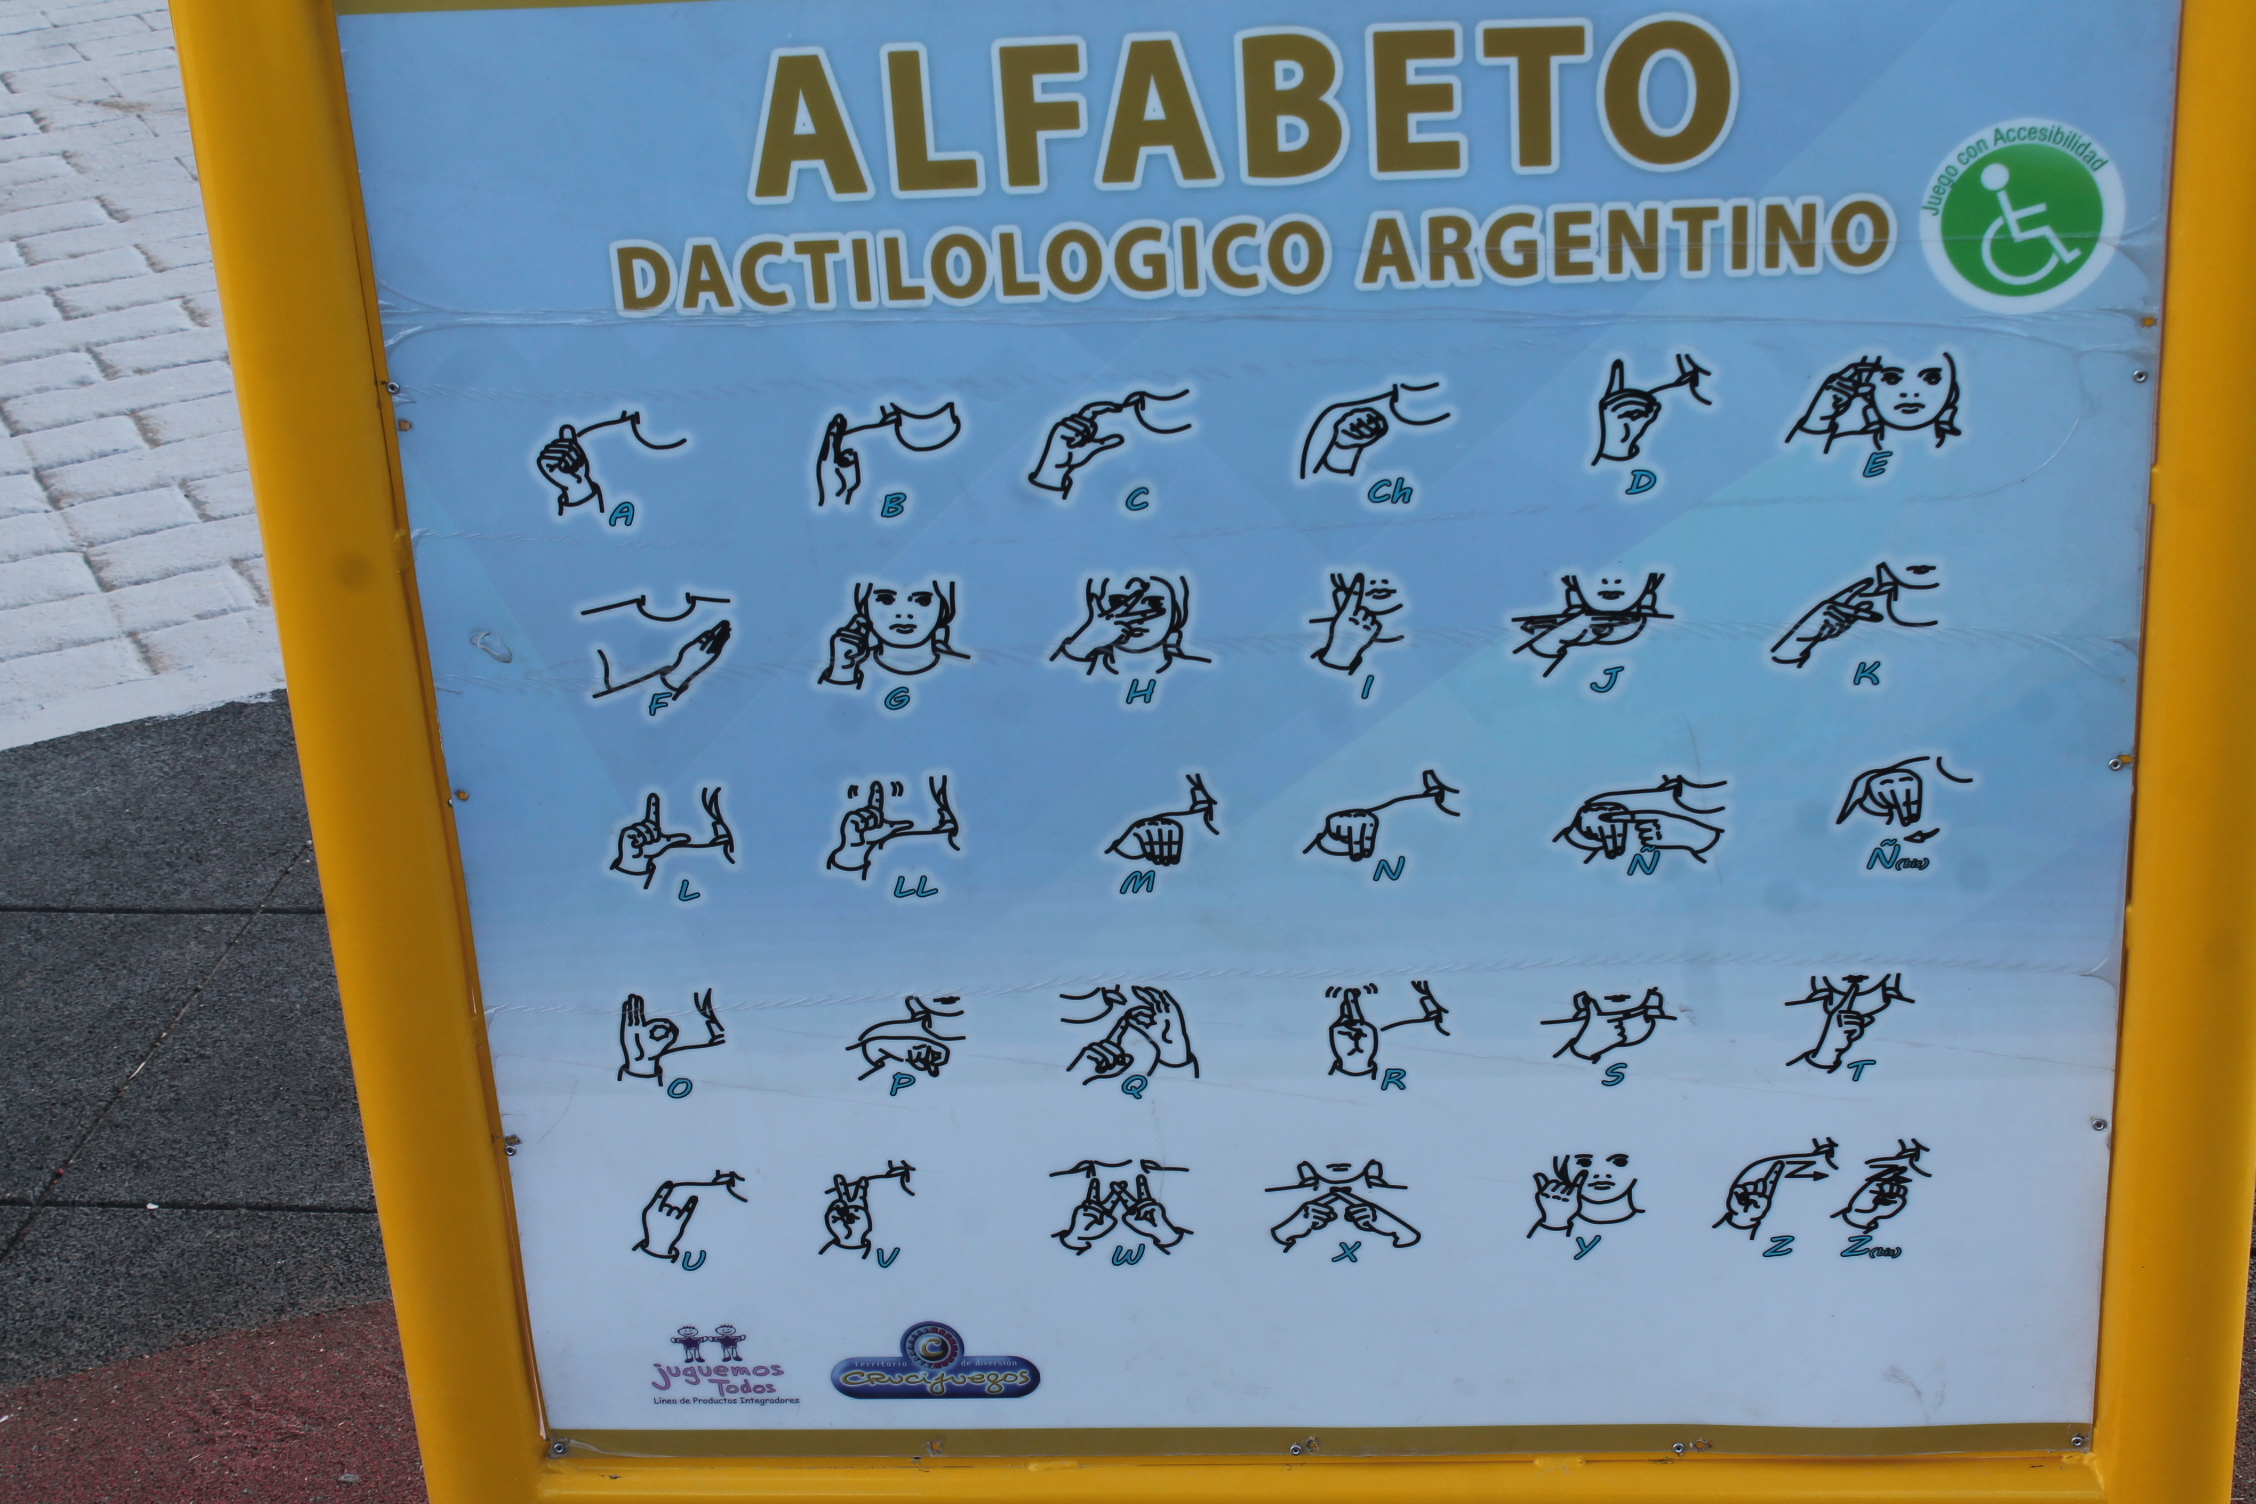 ALFABETO
DACTILOLOGICO ARGENTINO
Juego con Accesibilidad
A B C Ch D E
F G H I J K
L LL M N Ñ Ñ(bis)
O P Q R S T
U V W X Y Z Z(bis)
juguemos
Todos
Linea de Productos Integradores
C
Territorio de diversión
CRUCIJUEGOS